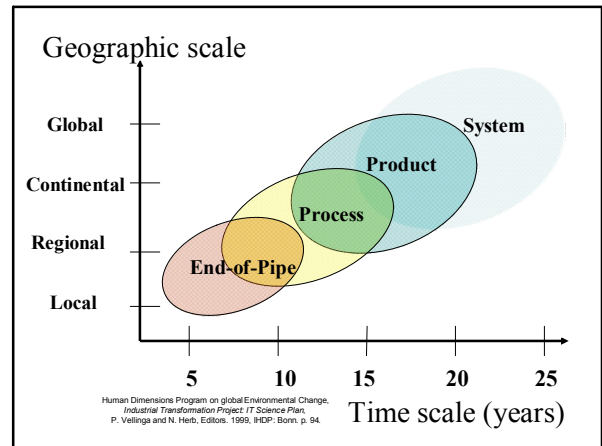 Geographic scale
Global
System
Product
Continental
Process
Regional
End-of-Pipe
Local
5 10 15 20 25
Time scale (years)
Human Dimensions Program on global Environmental Change,
Industrial Transformation Project: IT Science Plan,
P. Vellinga and N. Herb, Editors. 1999, IHDP: Bonn. p. 94.